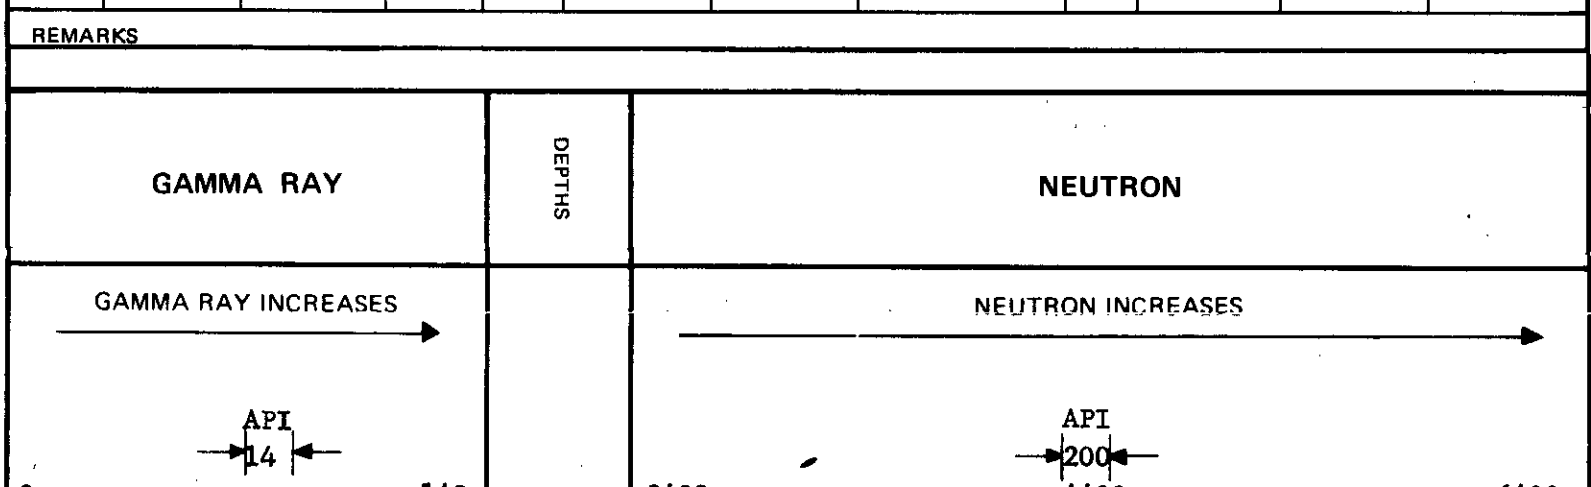 REMARKS
GAMMA RAY
DEPTHS
NEUTRON
GAMMA RAY INCREASES
NEUTRON INCREASES
API
14
API
200